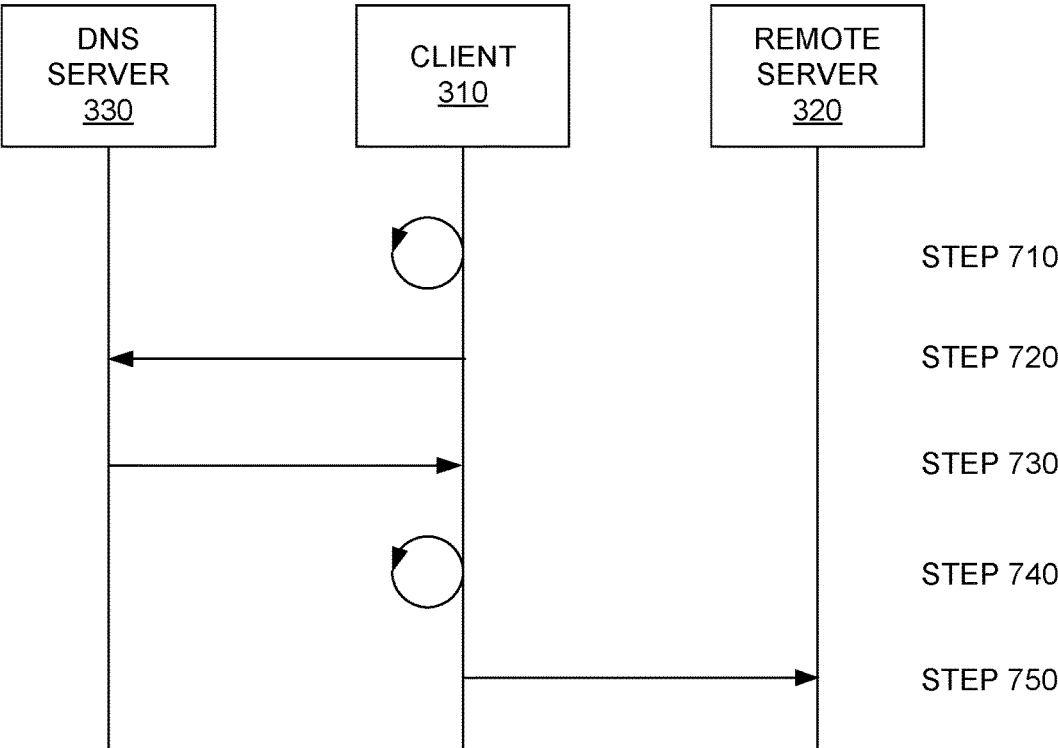 DNS
SERVER
330
CLIENT
310
REMOTE
SERVER
320
STEP 710
STEP 720
STEP 730
STEP 740
STEP 750